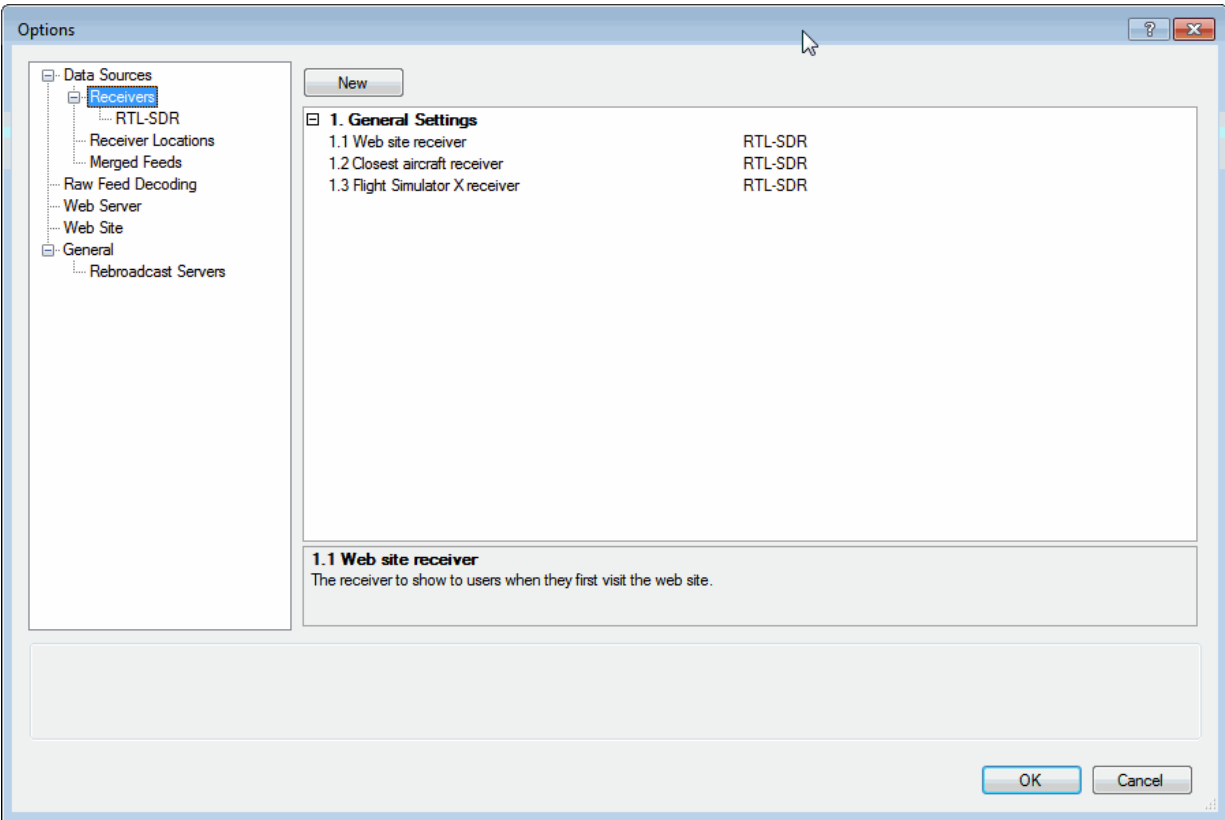 Options
Data Sources
Receivers
RTL-SDR
Receiver Locations
Merged Feeds
Raw Feed Decoding
Web Server
Web Site
General
Rebroadcast Servers
New
1. General Settings
1.1 Web site receiver RTL-SDR
1.2 Closest aircraft receiver RTL-SDR
1.3 Flight Simulator X receiver RTL-SDR
1.1 Web site receiver
The receiver to show to users when they first visit the web site.
OK Cancel